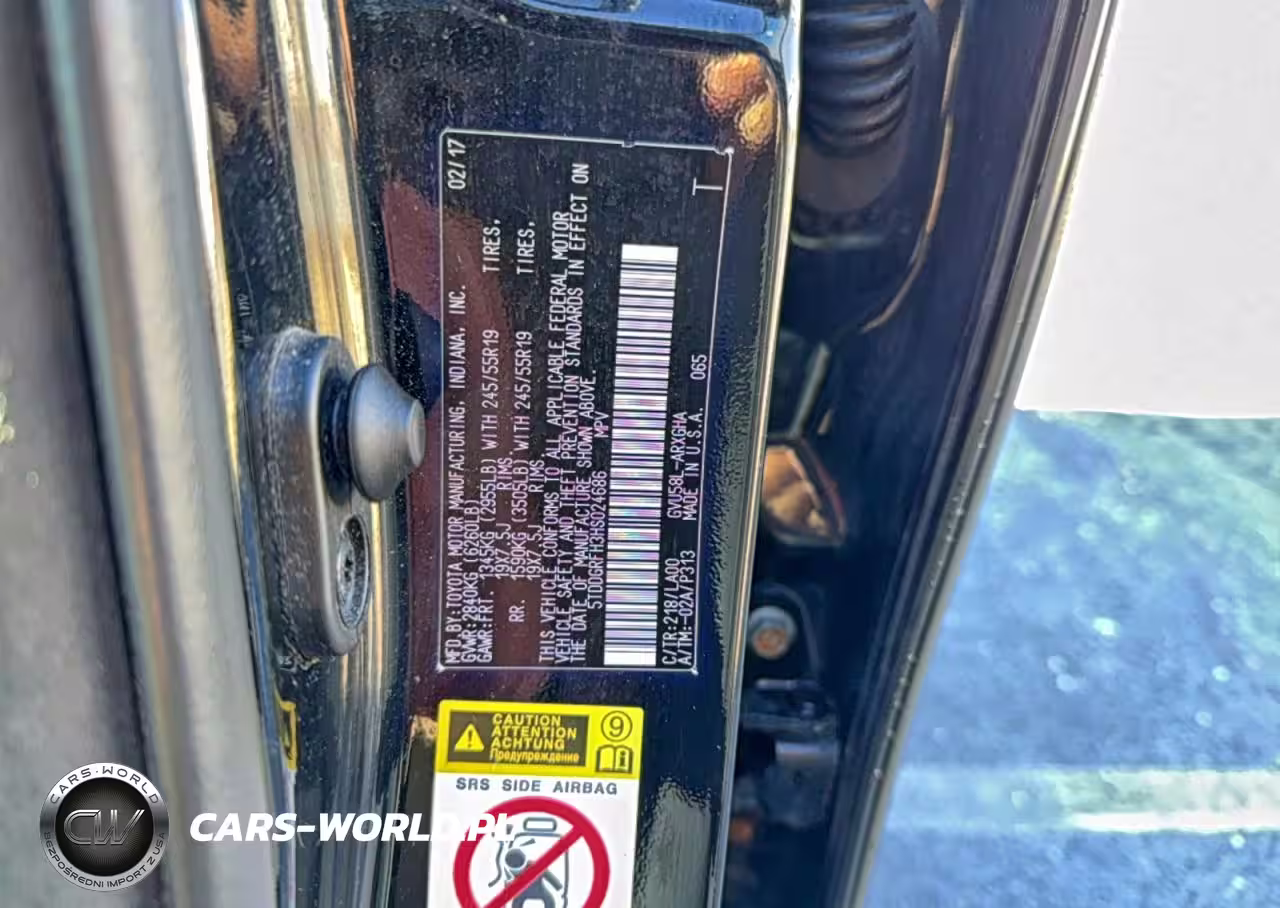 MFD.BY:TOYOTA MOTOR MANUFACTURING, INDIANA, INC. 02/17
GVWR:2840KG(6260LB)
GAWR:FRT. 1345KG (2955LB) WITH 245/55R19 TIRES,
19X7.5J RIMS
RR. 1590KG (3505LB) WITH 245/55R19 TIRES,
19X7.5J RIMS
THIS VEHICLE CONFORMS TO ALL APPLICABLE FEDERAL MOTOR
VEHICLE SAFETY AND THEFT PREVENTION STANDARDS IN EFFECT ON
THE DATE OF MANUFACTURE SHOWN ABOVE.
5TDDGRFH3HS024686 MPV
C/TR:218/LA00 GVU58L-ARXGHA
A/TM:-02A/P313 MADE IN U.S.A. 065 T
CAUTION
ATTENTION
ACHTUNG
Предупреждение
9
SRS SIDE AIRBAG
CARS-WORLD
CW
BEZPOŚREDNI IMPORT Z USA
CARS-WORLD.PL